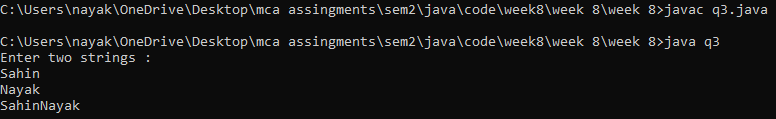 C:\Users\nayak\OneDrive\Desktop\mca assingments\sem2\java\code\week8\week 8\week 8>javac q3.java
C:\Users\nayak\OneDrive\Desktop\mca assingments\sem2\java\code\week8\week 8\week 8>java q3
Enter two strings :
Sahin
Nayak
SahinNayak